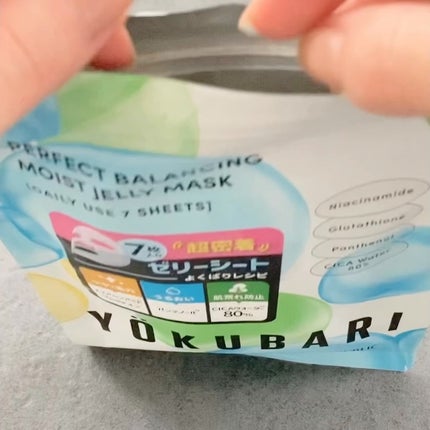 PERFECT BALANCING
MOIST JELLY MASK
[DAILY USE 7 SHEETS]
Niacinamide
Glutathione
Panthenol
CICA Water
80%
7枚入り
超密着
ゼリーシート
よくばりレシピ
うるおい
肌荒れ防止
80%
YOKUBARI